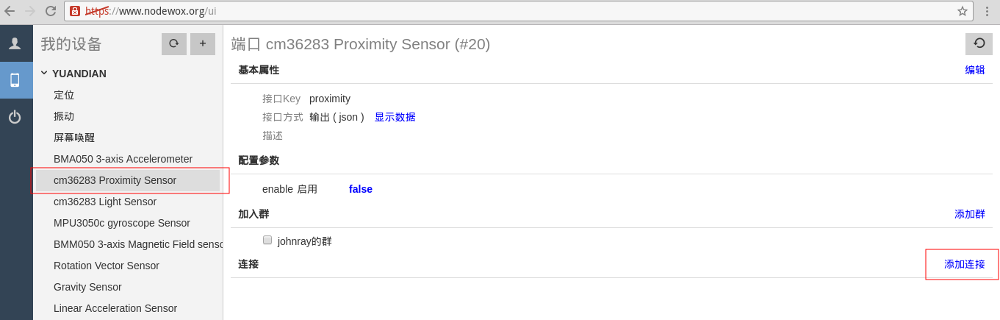 https://www.nodewox.org/ui
我的设备
YUANDIAN
定位
振动
屏幕唤醒
BMA050 3-axis Accelerometer
cm36283 Proximity Sensor
cm36283 Light Sensor
MPU3050c gyroscope Sensor
BMM050 3-axis Magnetic Field senso
Rotation Vector Sensor
Gravity Sensor
Linear Acceleration Sensor
端口 cm36283 Proximity Sensor (#20)
基本属性 编辑
接口Key proximity
接口方式 输出 ( json ) 显示数据
描述
配置参数
enable 启用 false
加入群 添加群
johnray的群
连接 添加连接